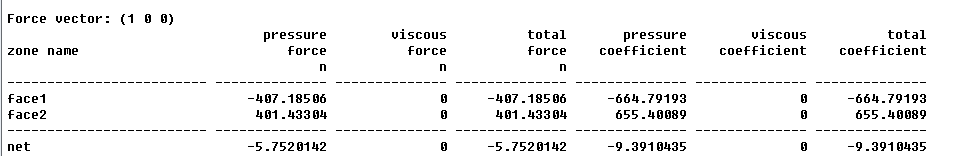 Force vector: (1 0 0)
pressure viscous total pressure viscous total
zone name force force force coefficient coefficient coefficient
n n n
------------------------- -------------- -------------- -------------- -------------- -------------- --------------
face1 -407.18506 0 -407.18506 -664.79193 0 -664.79193
face2 401.43304 0 401.43304 655.40089 0 655.40089
------------------------- -------------- -------------- -------------- -------------- -------------- --------------
net -5.7520142 0 -5.7520142 -9.3910435 0 -9.3910435